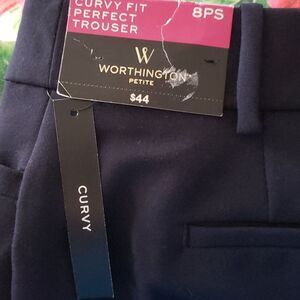 CURVY FIT
PERFECT
TROUSER
8PS
W
WORTHINGTON
PETITE
$44
CURVY